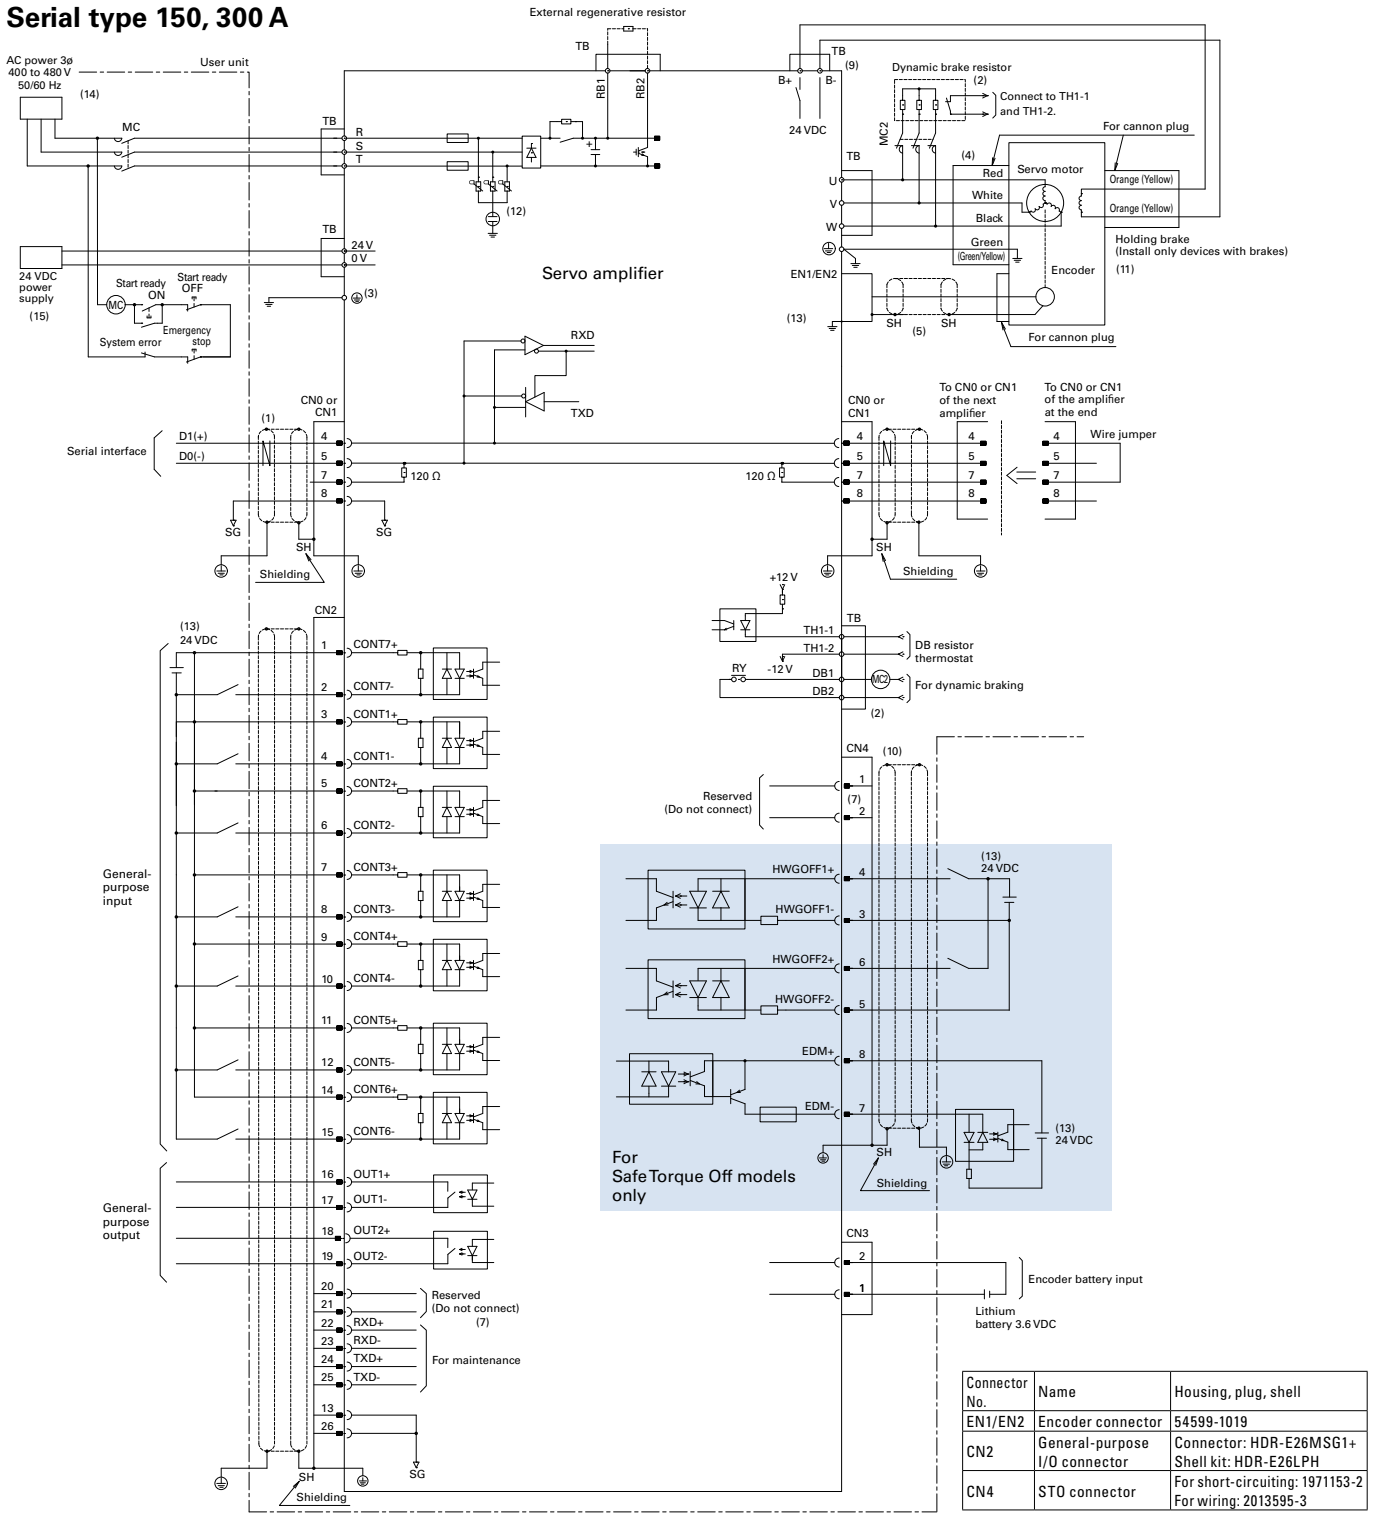 Serial type 150, 300 A
External regenerative resistor
AC power 3ø
400 to 480 V
50/60 Hz
(14)
User unit
MC
TB
R
S
T
TB
RB1
RB2
(12)
TB
(9)
B+
B-
24 VDC
Dynamic brake resistor
(2)
Connect to TH1-1
and TH1-2.
MC2
For cannon plug
TB
U
V
W
(4)
Red
White
Black
Green
(Green/Yellow)
Servo motor
Orange (Yellow)
Orange (Yellow)
Holding brake
(Install only devices with brakes)
(11)
Encoder
EN1/EN2
(13)
SH
(5)
SH
For cannon plug
TB
24 V
0 V
(3)
24 VDC
power
supply
(15)
Start ready
ON
Start ready
OFF
MC
Emergency
stop
System error
Servo amplifier
RXD
TXD
CN0 or
CN1
(1)
Serial interface
D1(+)
D0(-)
4
5
7
8
120 Ω
SG
SG
SH
Shielding
CN0 or
CN1
120 Ω
4
5
7
8
SH
Shielding
To CN0 or CN1
of the next
amplifier
4
5
7
8
To CN0 or CN1
of the amplifier
at the end
4
5
7
8
Wire jumper
+12 V
TB
TH1-1
TH1-2
-12 V
DB resistor
thermostat
RY
DB1
DB2
MC2
For dynamic braking
(2)
CN2
(13)
24 VDC
General-
purpose
input
1 CONT7+
2 CONT7-
3 CONT1+
4 CONT1-
5 CONT2+
6 CONT2-
7 CONT3+
8 CONT3-
9 CONT4+
10 CONT4-
11 CONT5+
12 CONT5-
14 CONT6+
15 CONT6-
General-
purpose
output
16 OUT1+
17 OUT1-
18 OUT2+
19 OUT2-
20
21
Reserved
(Do not connect)
(7)
22 RXD+
23 RXD-
24 TXD+
25 TXD-
For maintenance
13
26
SG
SH
Shielding
CN4
(10)
Reserved
(Do not connect)
1
(7)
2
HWGOFF1+ 4
HWGOFF1- 3
HWGOFF2+ 6
HWGOFF2- 5
EDM+ 8
EDM- 7
(13)
24 VDC
(13)
24 VDC
SH
Shielding
For
Safe Torque Off models
only
CN3
2
1
Encoder battery input
Lithium
battery 3.6 VDC
Connector
No.
Name
Housing, plug, shell
EN1/EN2 Encoder connector 54599-1019
CN2
General-purpose
I/O connector
Connector: HDR-E26MSG1+
Shell kit: HDR-E26LPH
CN4
STO connector
For short-circuiting: 1971153-2
For wiring: 2013595-3